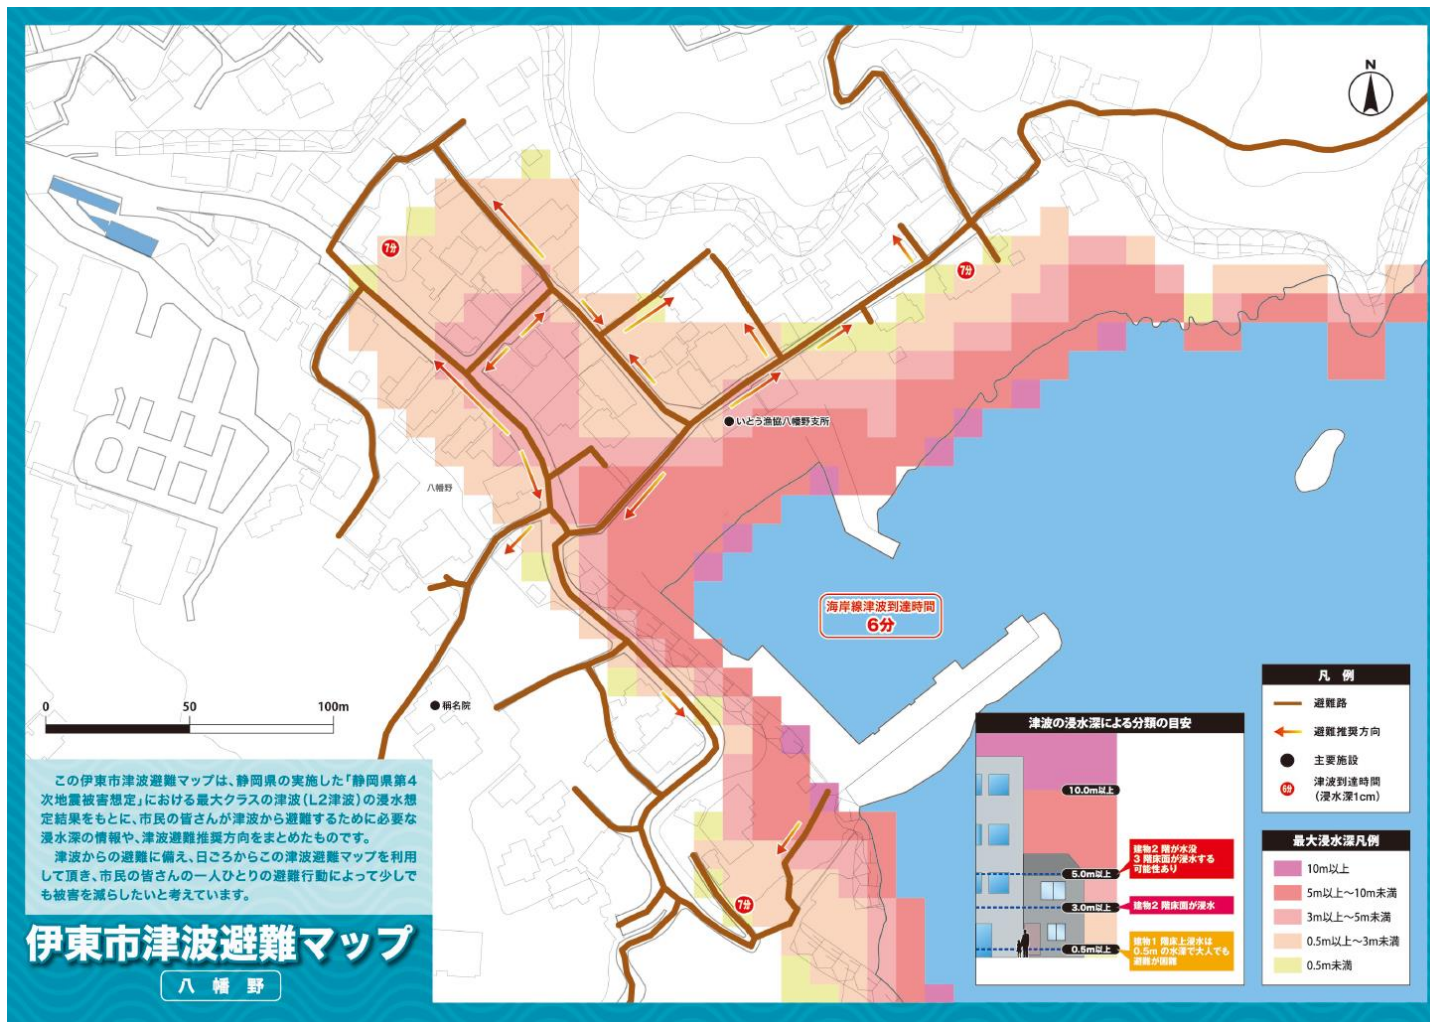 N
7分
7分
いとう漁協八幡野支所
八幡野
海岸線津波到達時間
6分
稱名院
7分
0 50 100m
この伊東市津波避難マップは、静岡県の実施した「静岡県第4
次地震被害想定」における最大クラスの津波(L2津波)の浸水想
定結果をもとに、市民の皆さんが津波から避難するために必要な
浸水深の情報や、津波避難推奨方向をまとめたものです。
津波からの避難に備え、日ごろからこの津波避難マップを利用
して頂き、市民の皆さんの一人ひとりの避難行動によって少しで
も被害を減らしたいと考えています。
伊東市津波避難マップ
八幡野
津波の浸水深による分類の目安
10.0m以上
建物2 階が水没
3 階床面が浸水する
可能性あり
5.0m以上
3.0m以上
建物2 階床面が浸水
0.5m以上
建物1 階床上浸水は
0.5m の水深で大人でも
避難が困難
凡例
避難路
避難推奨方向
主要施設
6分
津波到達時間
(浸水深1cm)
最大浸水深凡例
10m以上
5m以上〜10m未満
3m以上〜5m未満
0.5m以上〜3m未満
0.5m未満